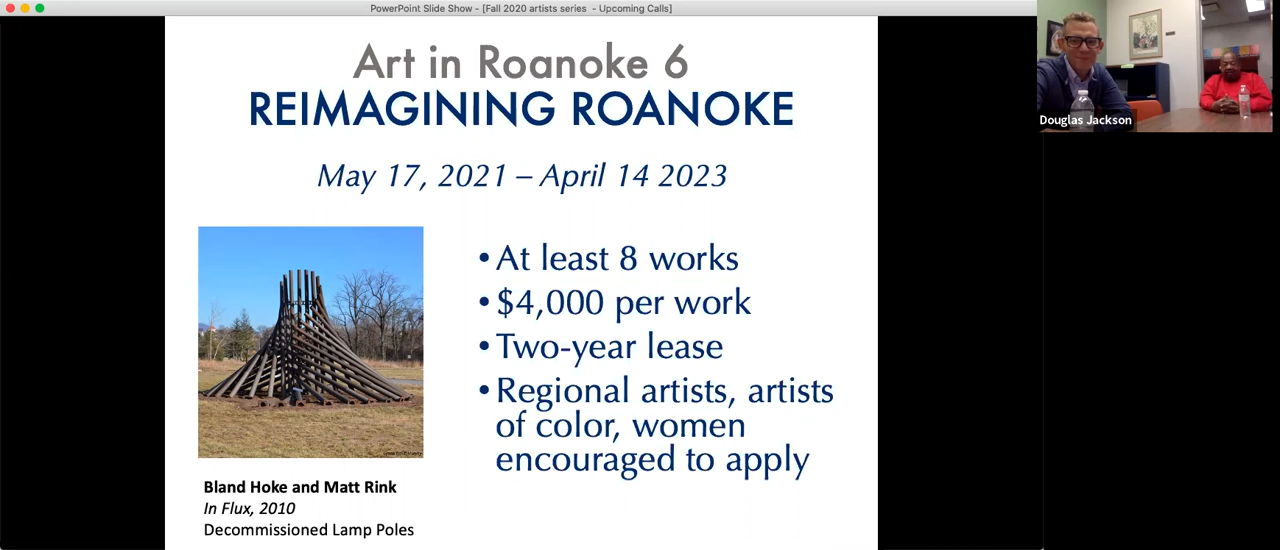 PowerPoint Slide Show - [Fall 2020 artists series - Upcoming Calls]
Art in Roanoke 6
REIMAGINING ROANOKE
May 17, 2021 – April 14 2023
• At least 8 works
• $4,000 per work
• Two-year lease
• Regional artists, artists
of color, women
encouraged to apply
Bland Hoke and Matt Rink
In Flux, 2010
Decommissioned Lamp Poles
Douglas Jackson